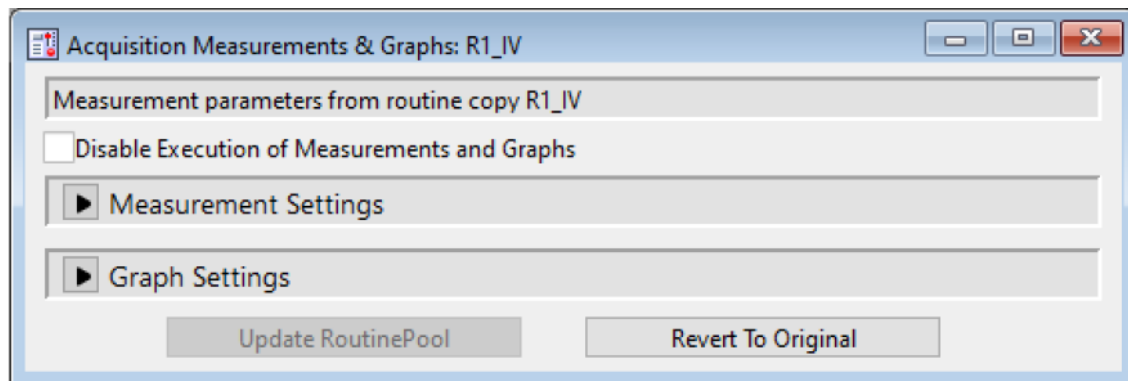 Acquisition Measurements & Graphs: R1_IV
Measurement parameters from routine copy R1_IV
Disable Execution of Measurements and Graphs
Measurement Settings
Graph Settings
Update RoutinePool Revert To Original